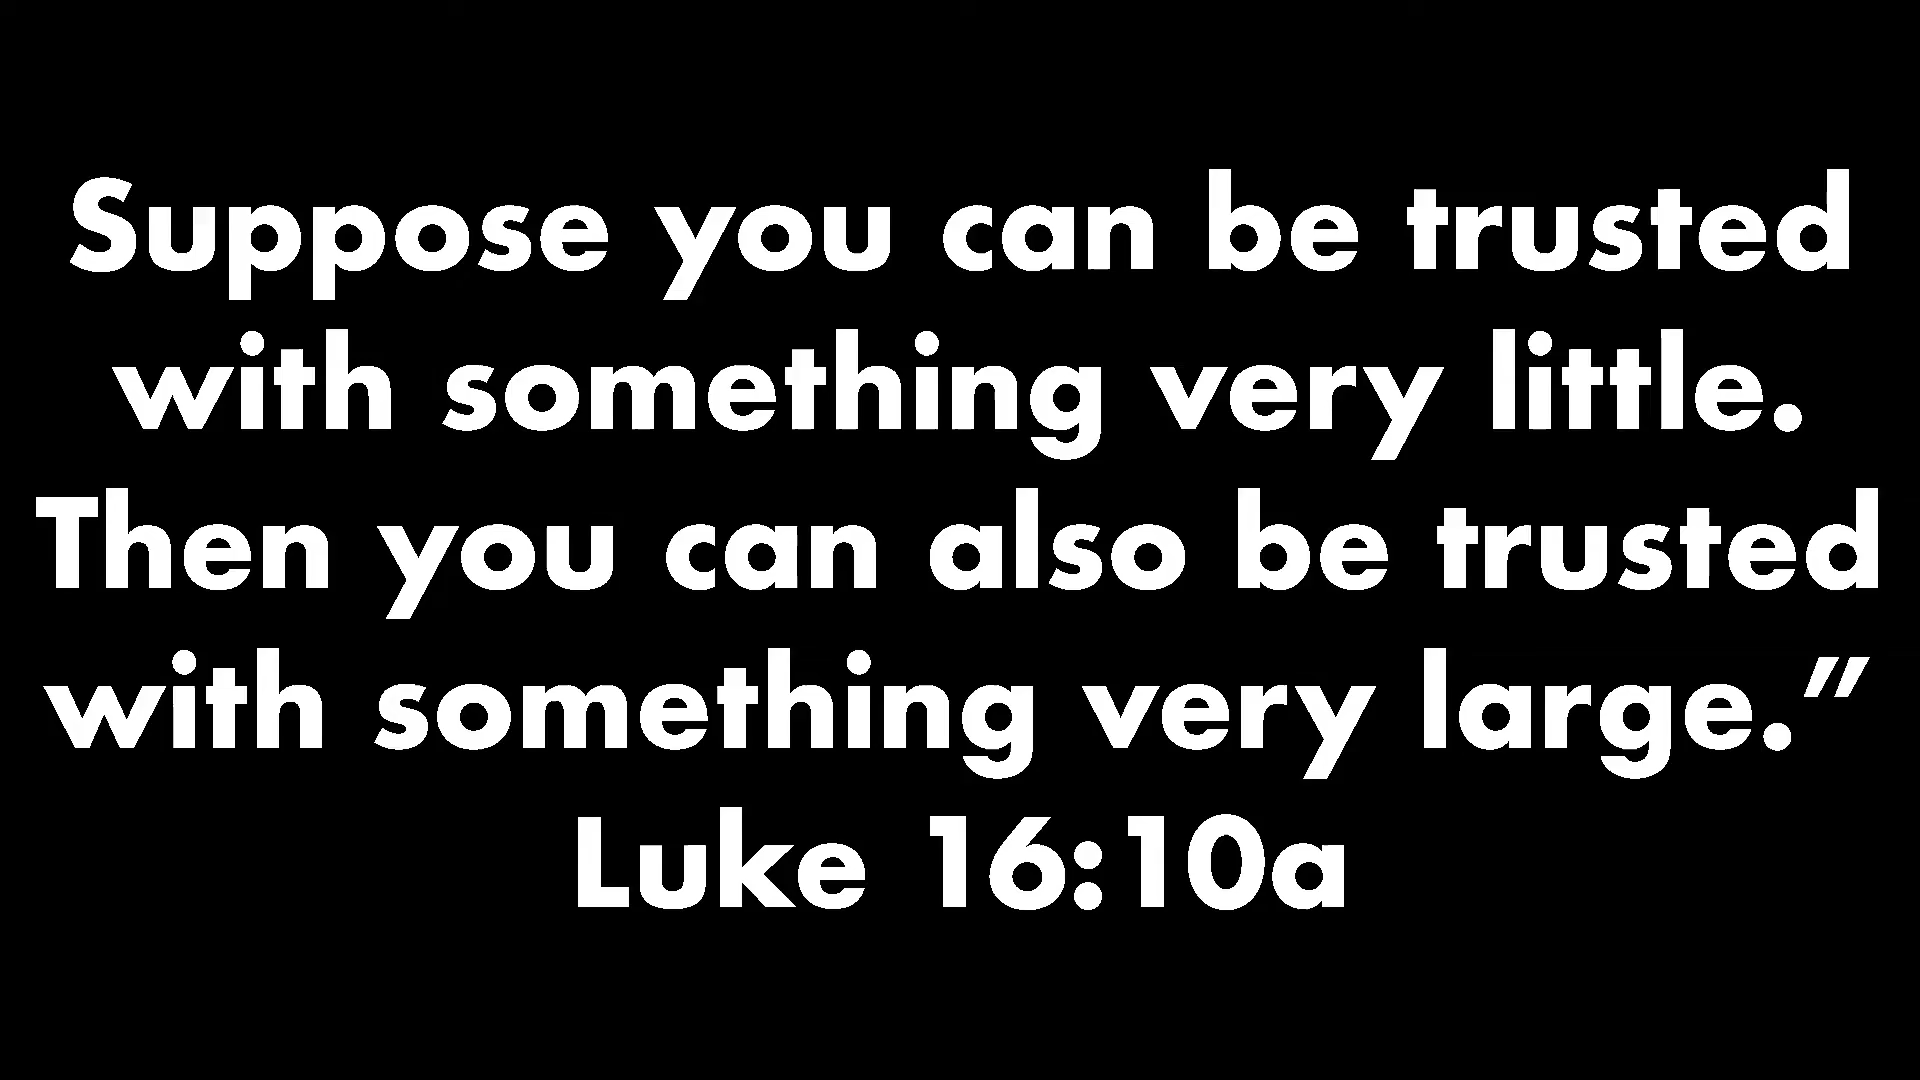 Suppose you can be trusted
with something very little.
Then you can also be trusted
with something very large.”
Luke 16:10a